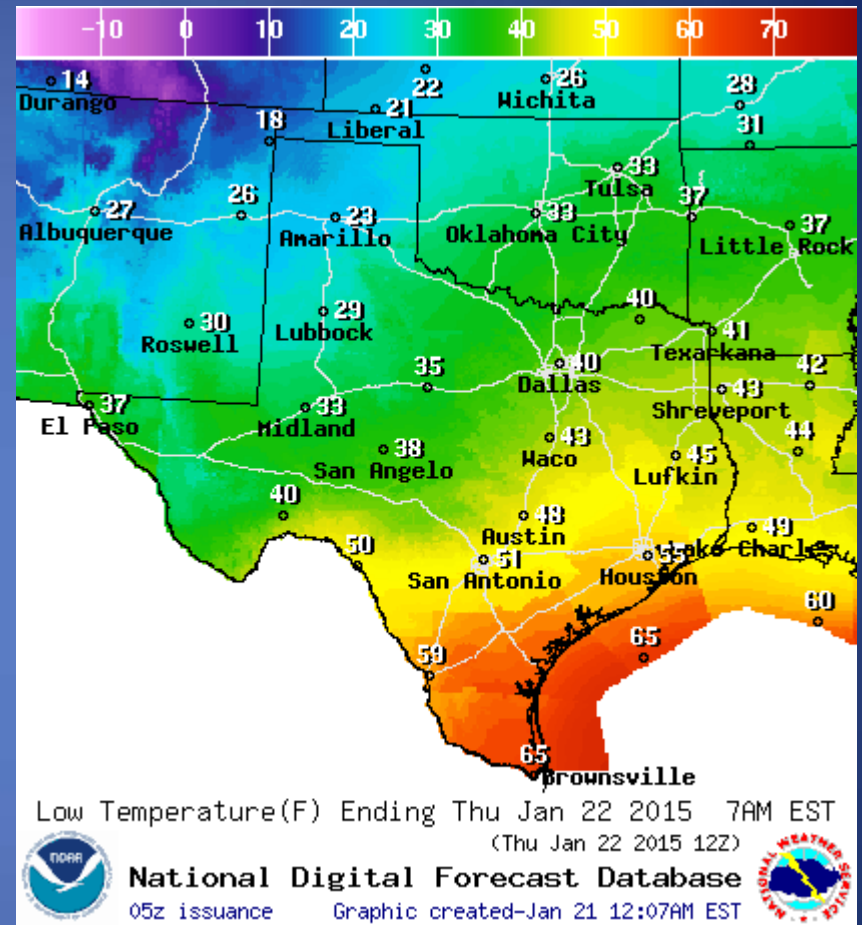 -10 0 10 20 30 40 50 60 70
14
Durango
22
26
Wichita
28
21
Liberal
18
31
33
Tulsa
27
Albuquerque
26
23
Amarillo
33
Oklahoma City
37
37
Little Rock
30
Roswell
29
Lubbock
40
41
Texarkana
35
40
Dallas
42
43
Shreveport
37
El Paso
33
Midland
38
San Angelo
43
Waco
45
Lufkin
44
40
48
Austin
49
50
51
San Antonio
Houston
60
59
65
65
Brownsville
Low Temperature(F) Ending Thu Jan 22 2015 7AM EST
(Thu Jan 22 2015 12Z)
NOAA
National Digital Forecast Database
05z issuance Graphic created-Jan 21 12:07AM EST
NATIONAL WEATHER SERVICE